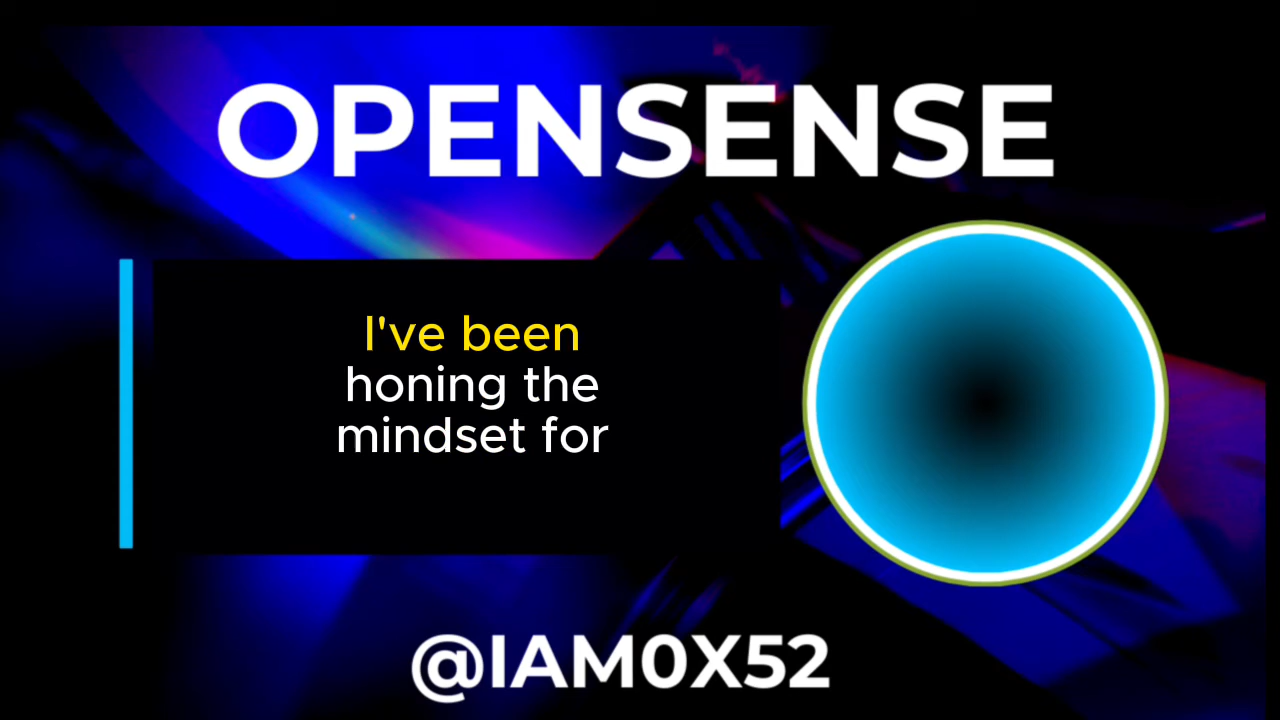 OPENSENSE
I've been
honing the
mindset for
@IAM0X52